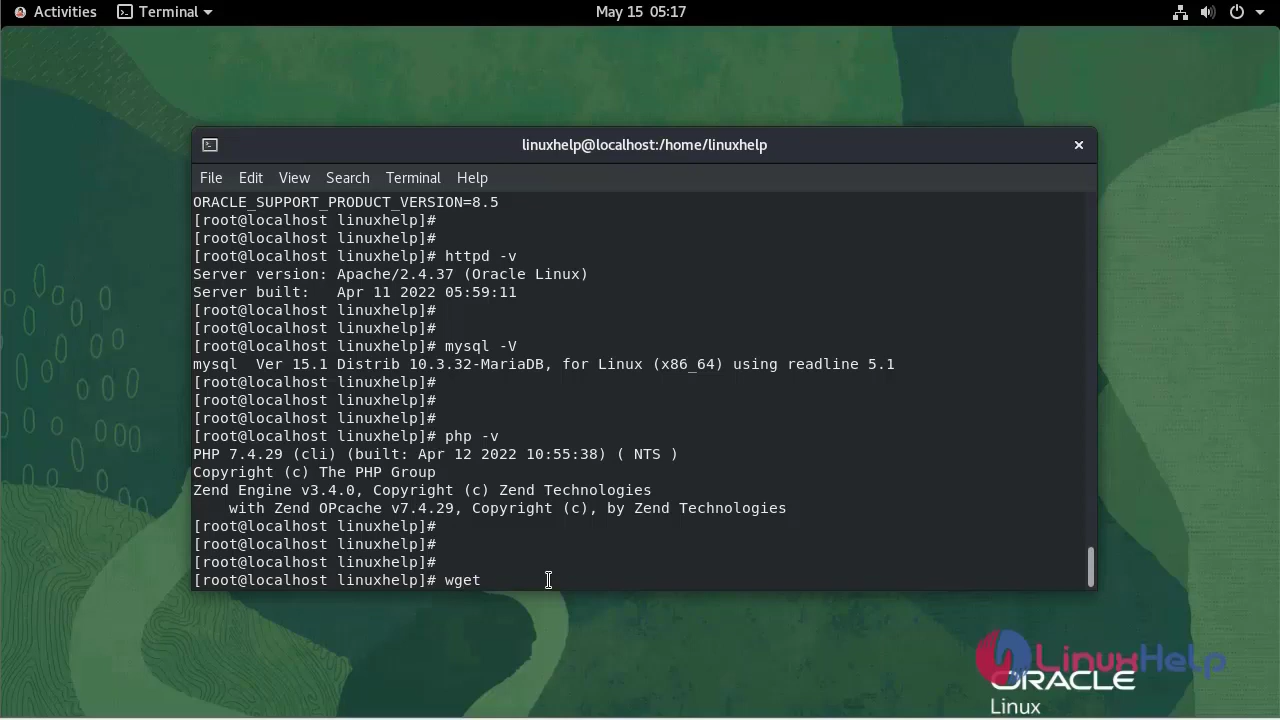 Activities Terminal May 15 05:17
linuxhelp@localhost:/home/linuxhelp
File Edit View Search Terminal Help
ORACLE_SUPPORT_PRODUCT_VERSION=8.5
[root@localhost linuxhelp]#
[root@localhost linuxhelp]#
[root@localhost linuxhelp]# httpd -v
Server version: Apache/2.4.37 (Oracle Linux)
Server built:   Apr 11 2022 05:59:11
[root@localhost linuxhelp]#
[root@localhost linuxhelp]#
[root@localhost linuxhelp]# mysql -V
mysql  Ver 15.1 Distrib 10.3.32-MariaDB, for Linux (x86_64) using readline 5.1
[root@localhost linuxhelp]#
[root@localhost linuxhelp]#
[root@localhost linuxhelp]#
[root@localhost linuxhelp]# php -v
PHP 7.4.29 (cli) (built: Apr 12 2022 10:55:38) ( NTS )
Copyright (c) The PHP Group
Zend Engine v3.4.0, Copyright (c) Zend Technologies
    with Zend OPcache v7.4.29, Copyright (c), by Zend Technologies
[root@localhost linuxhelp]#
[root@localhost linuxhelp]#
[root@localhost linuxhelp]#
[root@localhost linuxhelp]# wget
LinuxHelp
ORACLE
Linux